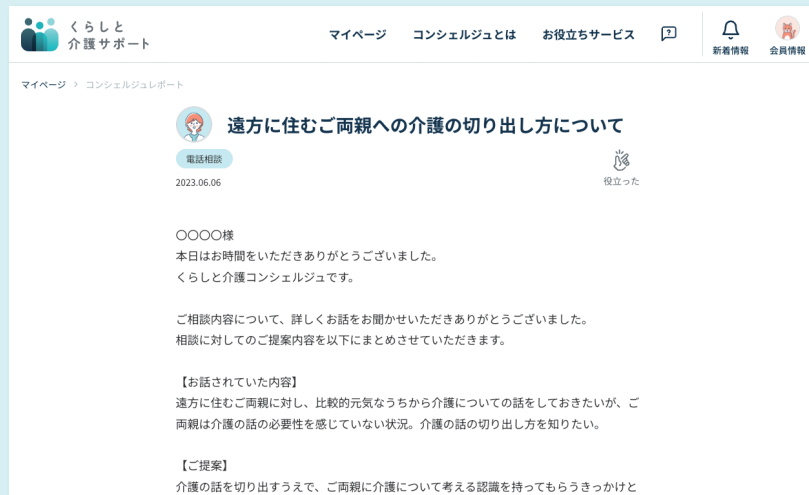 くらしと
介護サポート
マイページ
コンシェルジュとは
お役立ちサービス
?
新着情報
会員情報
マイページ > コンシェルジュレポート
遠方に住むご両親への介護の切り出し方について
電話相談
2023.06.06
役立った
〇〇〇〇様
本日はお時間をいただきありがとうございました。
くらしと介護コンシェルジュです。
ご相談内容について、詳しくお話をお聞かせいただきありがとうございました。
相談に対してのご提案内容を以下にまとめさせていただきます。
【お話されていた内容】
遠方に住むご両親に対し、比較的元気なうちから介護についての話をしておきたいが、ご
両親は介護の話の必要性を感じていない状況。介護の話の切り出し方を知りたい。
【ご提案】
介護の話を切り出すうえで、ご両親に介護について考える認識を持ってもらうきっかけと